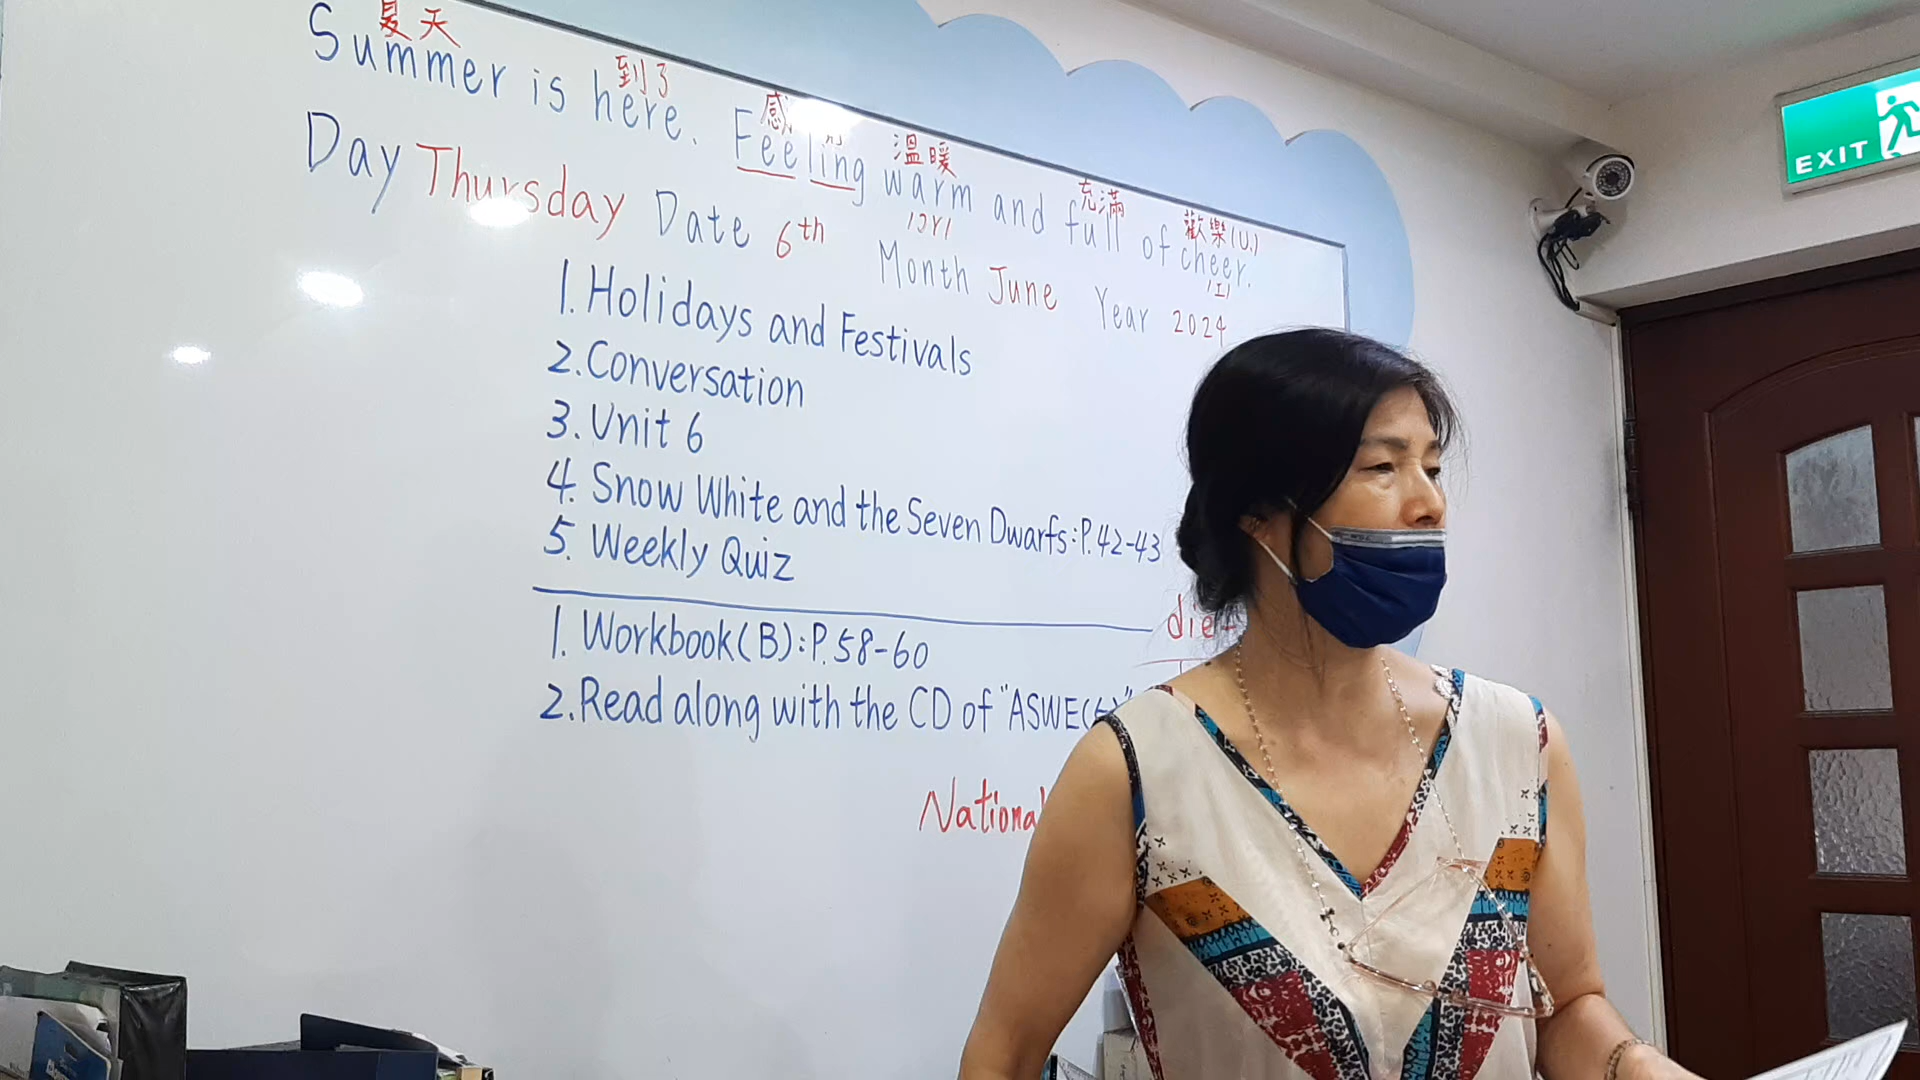 夏天 到了 感 溫暖 充滿 歡樂(U.)
Summer is here. Feeling warm and full of cheer.
Day Thursday Date 6th Month June Year 2024
1. Holidays and Festivals
2. Conversation
3. Unit 6
4. Snow White and the Seven Dwarfs: P.42-43
5. Weekly Quiz
1. Workbook(B): P.58-60
2. Read along with the CD of "ASWE(6)"
National
EXIT